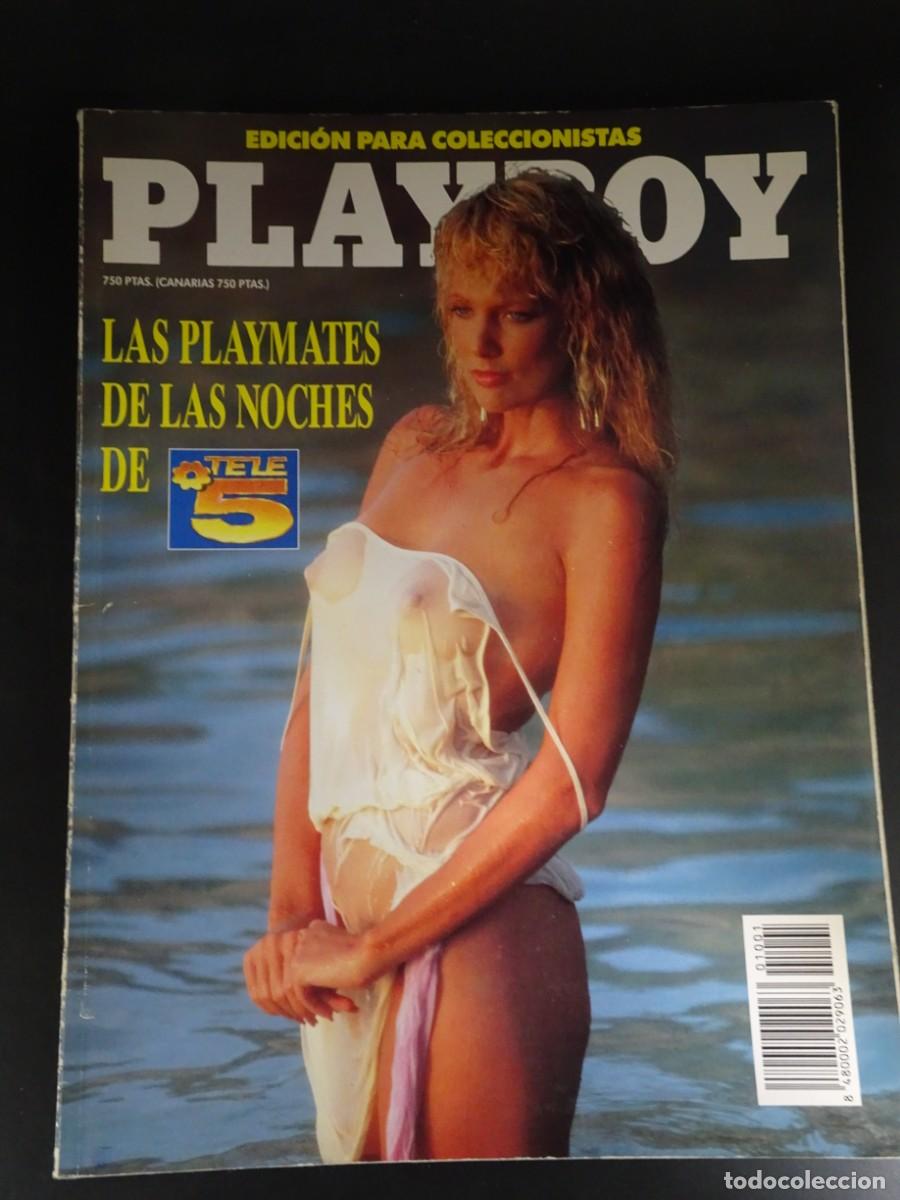 EDICIÓN PARA COLECCIONISTAS
PLAYBOY
750 PTAS. (CANARIAS 750 PTAS.)
LAS PLAYMATES
DE LAS NOCHES
DE TELE
5
01001
8 480002 029063
todocoleccion.net